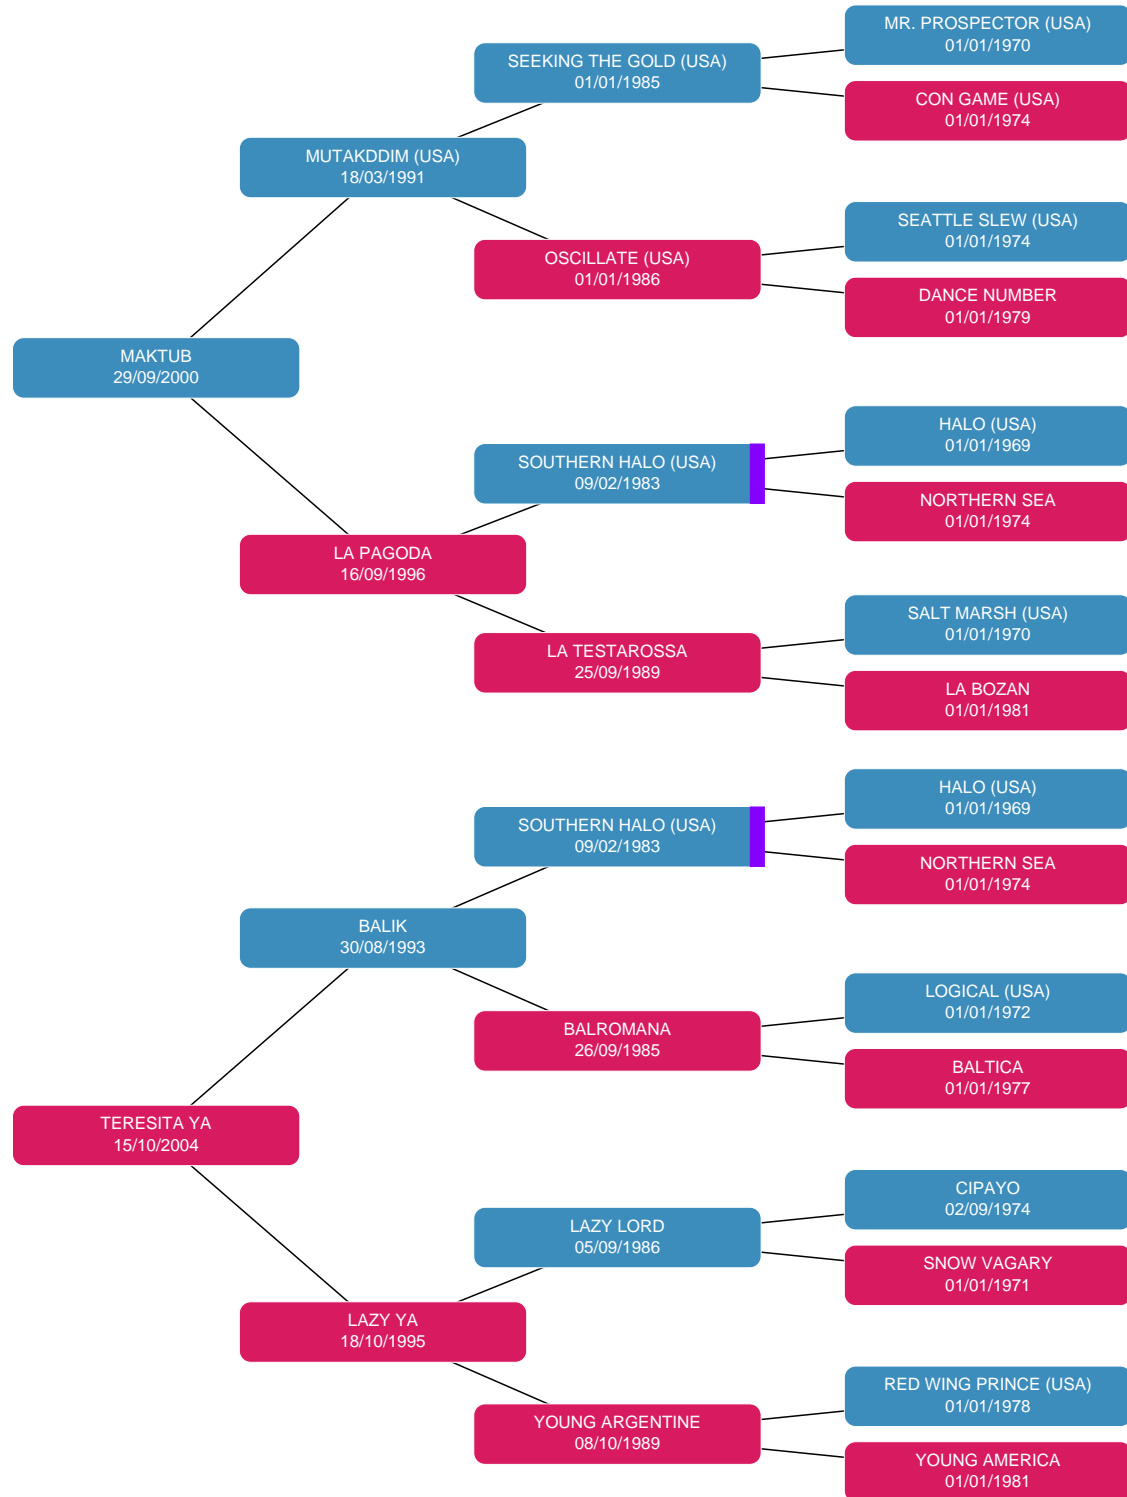 MR. PROSPECTOR (USA)
01/01/1970
SEEKING THE GOLD (USA)
01/01/1985
CON GAME (USA)
01/01/1974
MUTAKDDIM (USA)
18/03/1991
SEATTLE SLEW (USA)
01/01/1974
OSCILLATE (USA)
01/01/1986
DANCE NUMBER
01/01/1979
MAKTUB
29/09/2000
HALO (USA)
01/01/1969
SOUTHERN HALO (USA)
09/02/1983
NORTHERN SEA
01/01/1974
LA PAGODA
16/09/1996
SALT MARSH (USA)
01/01/1970
LA TESTAROSSA
25/09/1989
LA BOZAN
01/01/1981
HALO (USA)
01/01/1969
SOUTHERN HALO (USA)
09/02/1983
NORTHERN SEA
01/01/1974
BALIK
30/08/1993
LOGICAL (USA)
01/01/1972
BALROMANA
26/09/1985
BALTICA
01/01/1977
TERESITA YA
15/10/2004
CIPAYO
02/09/1974
LAZY LORD
05/09/1986
SNOW VAGARY
01/01/1971
LAZY YA
18/10/1995
RED WING PRINCE (USA)
01/01/1978
YOUNG ARGENTINE
08/10/1989
YOUNG AMERICA
01/01/1981